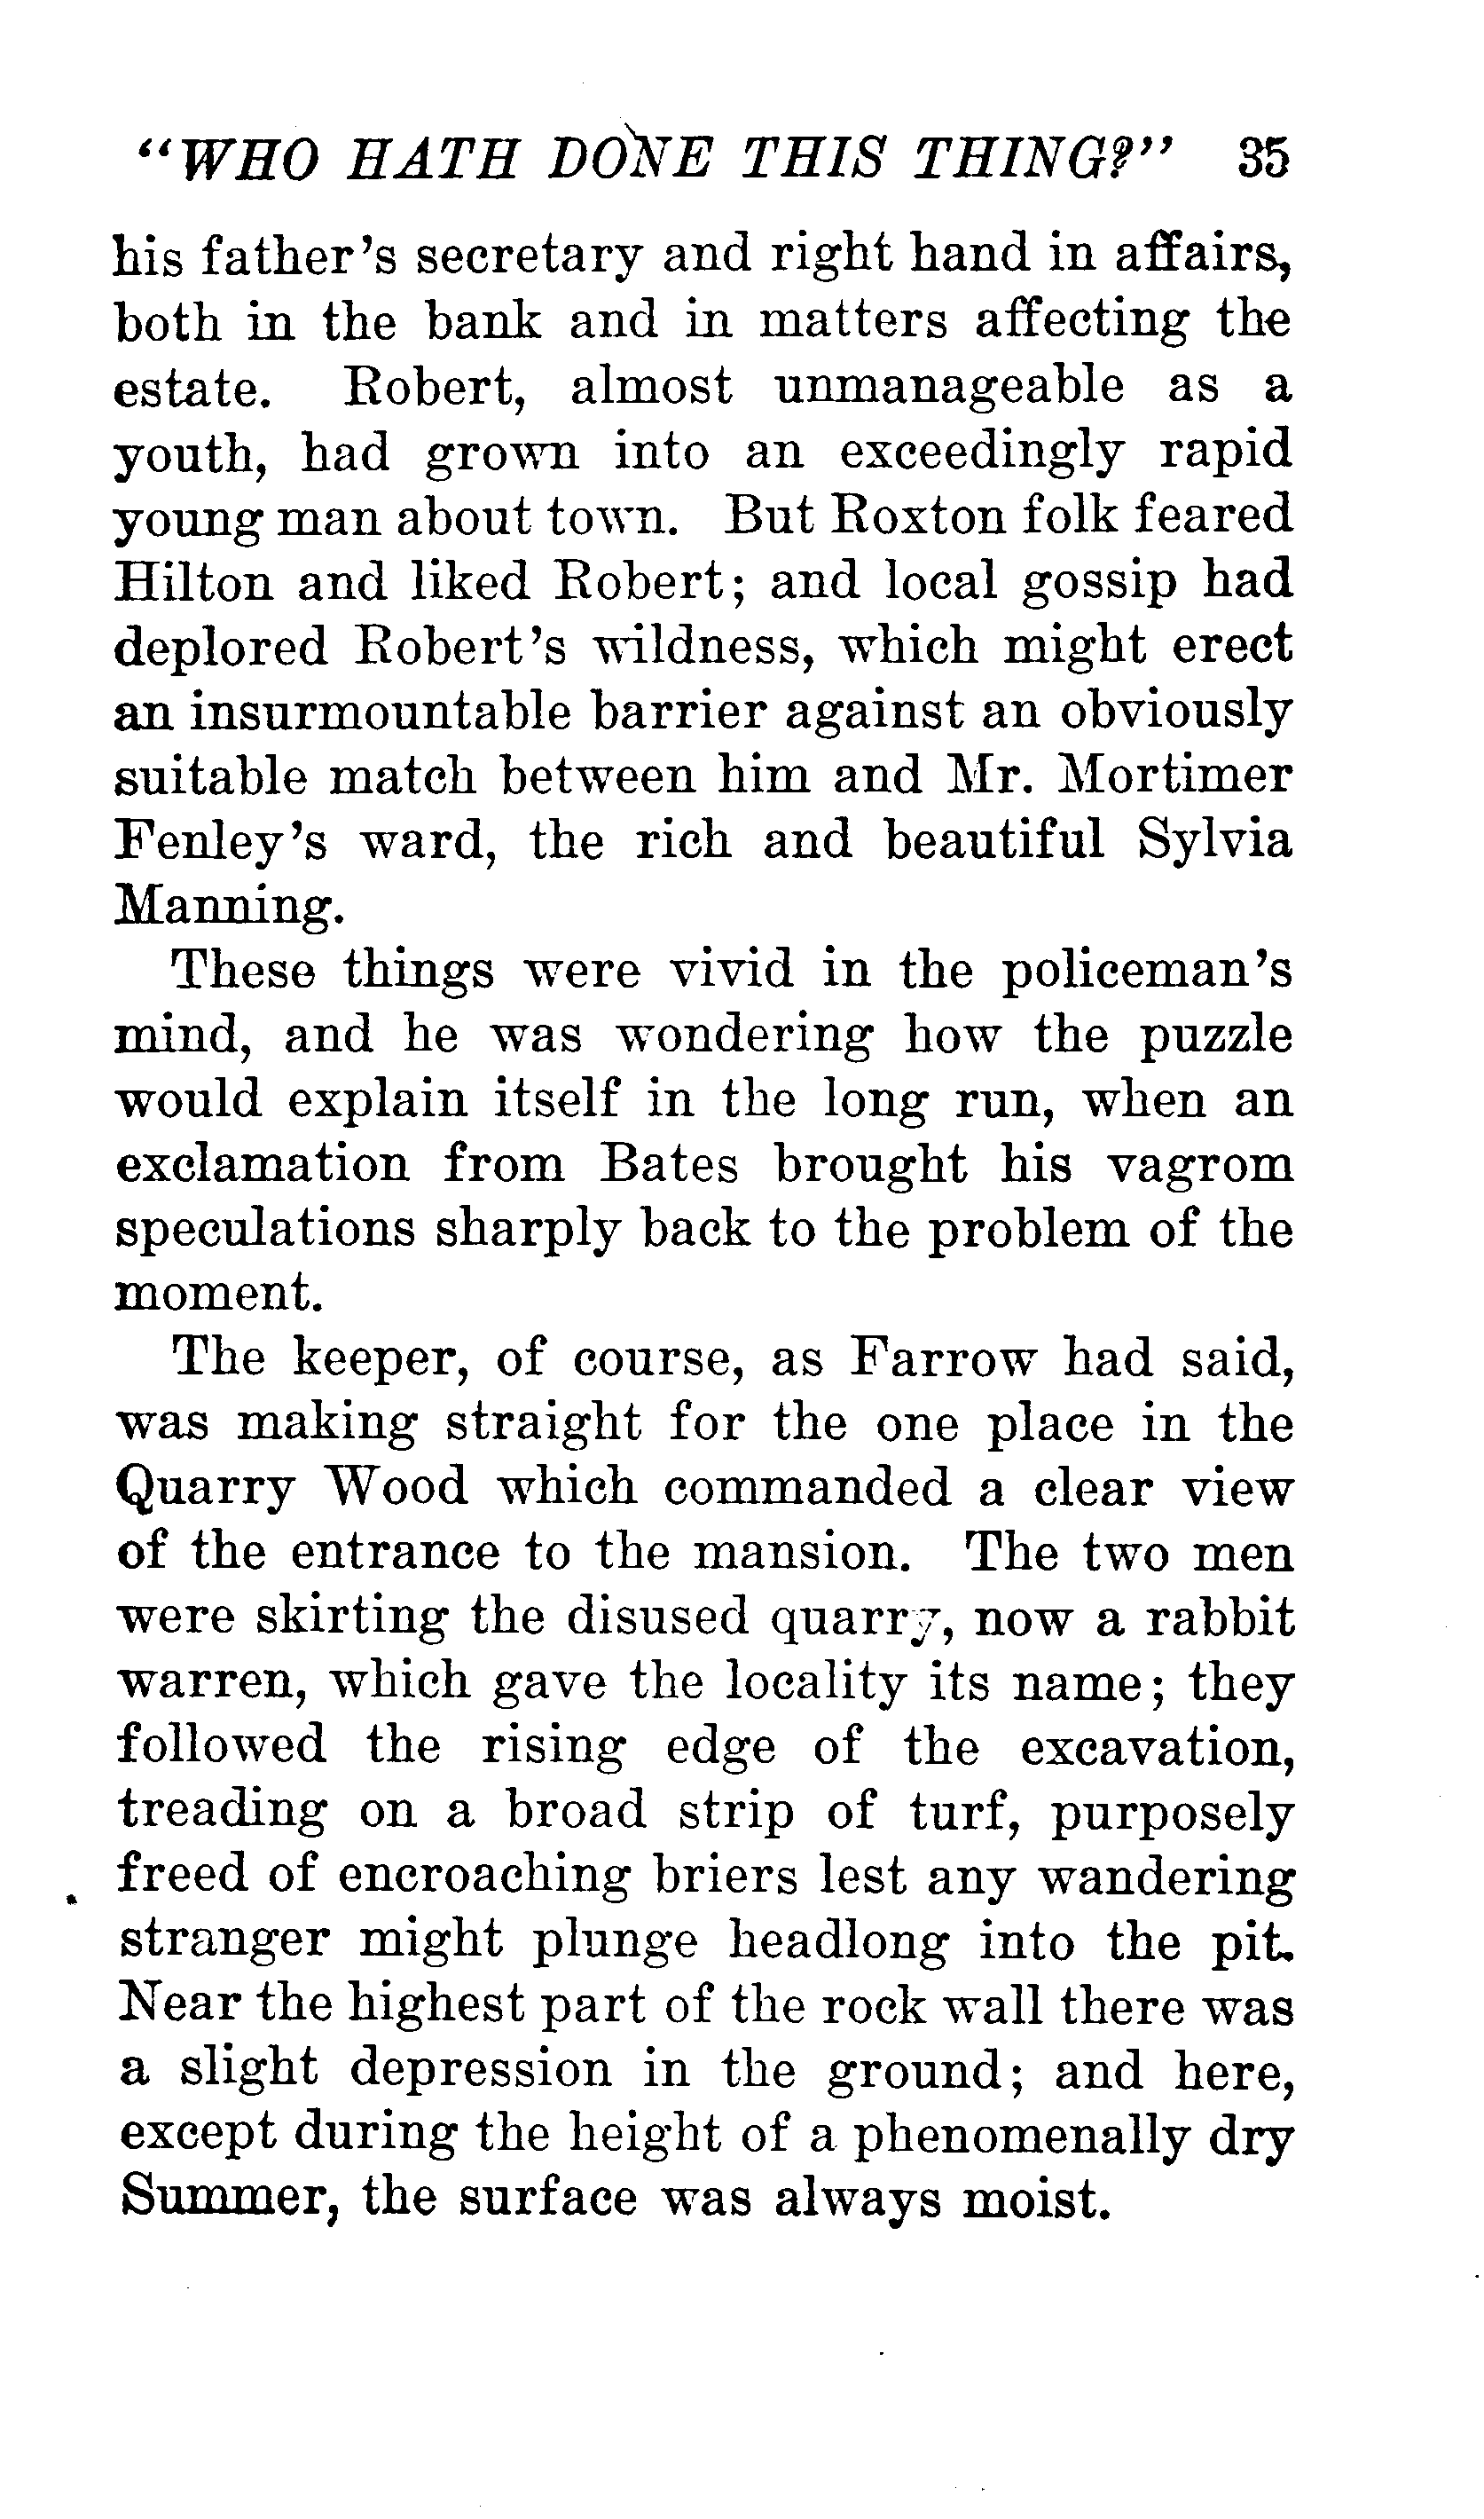 "WHO HATH DONE THIS THING?" 35
his father's secretary and right hand in affairs,
both in the bank and in matters affecting the
estate. Robert, almost unmanageable as a
youth, had grown into an exceedingly rapid
young man about town. But Roxton folk feared
Hilton and liked Robert; and local gossip had
deplored Robert's wildness, which might erect
an insurmountable barrier against an obviously
suitable match between him and Mr. Mortimer
Fenley's ward, the rich and beautiful Sylvia
Manning.
These things were vivid in the policeman's
mind, and he was wondering how the puzzle
would explain itself in the long run, when an
exclamation from Bates brought his vagrom
speculations sharply back to the problem of the
moment.
The keeper, of course, as Farrow had said,
was making straight for the one place in the
Quarry Wood which commanded a clear view
of the entrance to the mansion. The two men
were skirting the disused quarry, now a rabbit
warren, which gave the locality its name; they
followed the rising edge of the excavation,
treading on a broad strip of turf, purposely
freed of encroaching briers lest any wandering
stranger might plunge headlong into the pit.
Near the highest part of the rock wall there was
a slight depression in the ground; and here,
except during the height of a phenomenally dry
Summer, the surface was always moist.